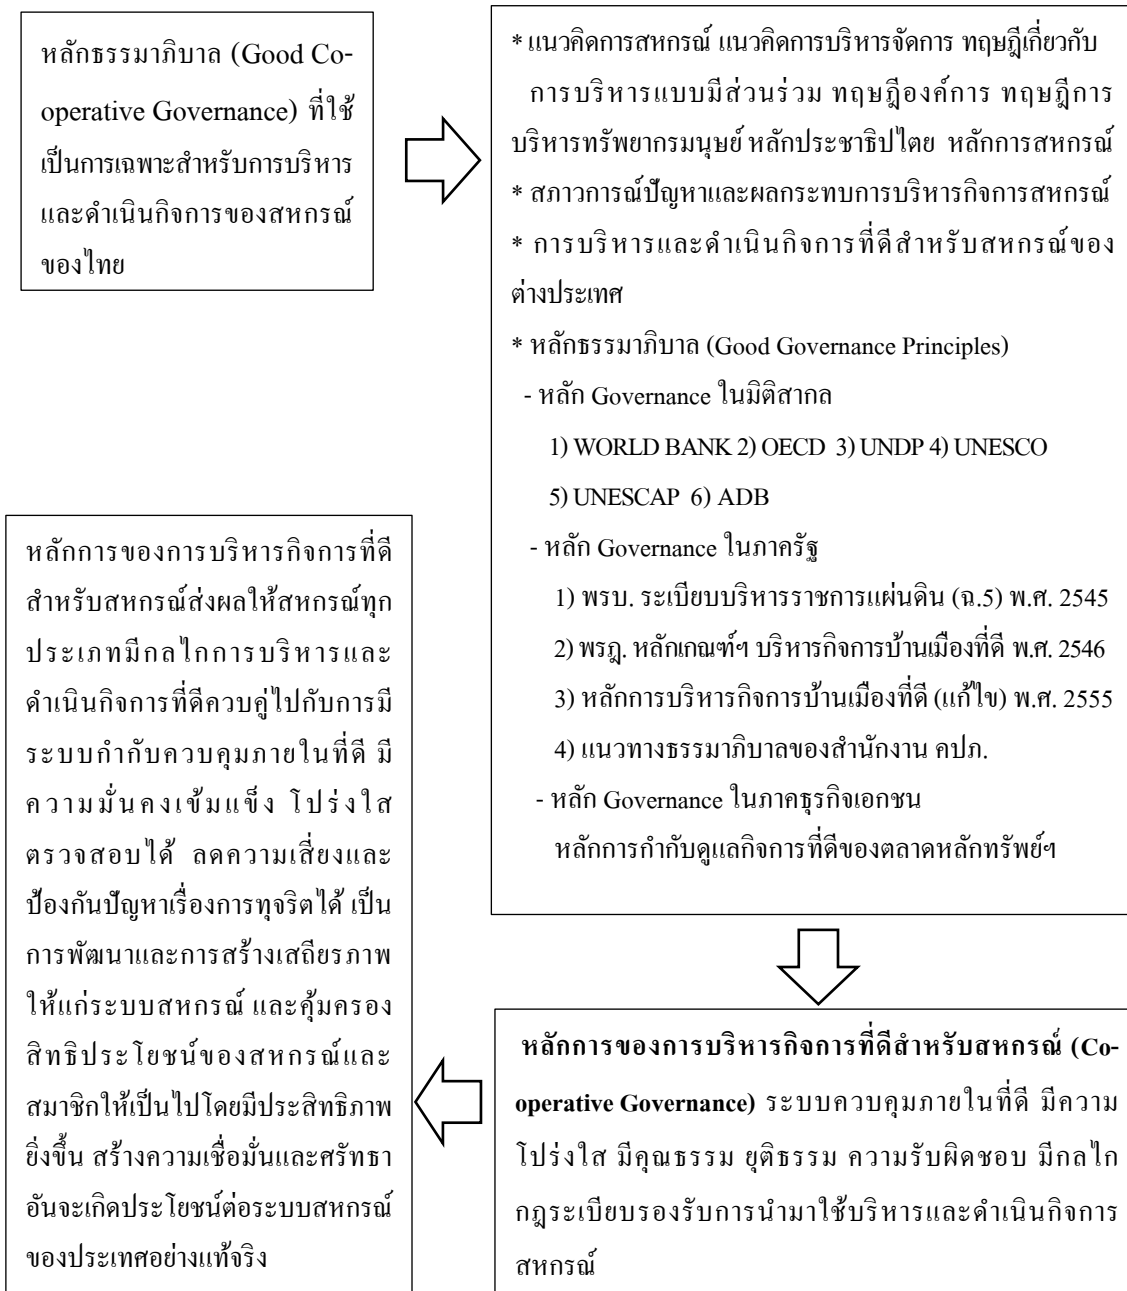 หลักธรรมาภิบาล (Good Co-
operative Governance) ที่ใช้
เป็นการเฉพาะสำหรับการบริหาร
และดำเนินกิจการของสหกรณ์
ของไทย
* แนวคิดการสหกรณ์ แนวคิดการบริหารจัดการ ทฤษฎีเกี่ยวกับ
การบริหารแบบมีส่วนร่วม ทฤษฎีองค์การ ทฤษฎีการ
บริหารทรัพยากรมนุษย์ หลักประชาธิปไตย หลักการสหกรณ์
* สภาวการณ์ปัญหาและผลกระทบการบริหารกิจการสหกรณ์
* การบริหารและดำเนินกิจการที่ดีสำหรับสหกรณ์ของ
ต่างประเทศ
* หลักธรรมาภิบาล (Good Governance Principles)
- หลัก Governance ในมิติสากล
1) WORLD BANK 2) OECD 3) UNDP 4) UNESCO
5) UNESCAP 6) ADB
- หลัก Governance ในภาครัฐ
1) พรบ. ระเบียบบริหารราชการแผ่นดิน (ฉ.5) พ.ศ. 2545
2) พรฎ. หลักเกณฑ์ฯ บริหารกิจการบ้านเมืองที่ดี พ.ศ. 2546
3) หลักการบริหารกิจการบ้านเมืองที่ดี (แก้ไข) พ.ศ. 2555
4) แนวทางธรรมาภิบาลของสำนักงาน คปภ.
- หลัก Governance ในภาคธุรกิจเอกชน
หลักการกำกับดูแลกิจการที่ดีของตลาดหลักทรัพย์ฯ
หลักการของการบริหารกิจการที่ดีสำหรับสหกรณ์ (Co-
operative Governance) ระบบควบคุมภายในที่ดี มีความ
โปร่งใส มีคุณธรรม ยุติธรรม ความรับผิดชอบ มีกลไก
กฎระเบียบรองรับการนำมาใช้บริหารและดำเนินกิจการ
สหกรณ์
หลักการของการบริหารกิจการที่ดี
สำหรับสหกรณ์ส่งผลให้สหกรณ์ทุก
ประเภทมีกลไกการบริหารและ
ดำเนินกิจการที่ดีควบคู่ไปกับการมี
ระบบกำกับควบคุมภายในที่ดี มี
ความมั่นคงเข้มแข็ง โปร่งใส
ตรวจสอบได้ ลดความเสี่ยงและ
ป้องกันปัญหาเรื่องการทุจริตได้ เป็น
การพัฒนาและการสร้างเสถียรภาพ
ให้แก่ระบบสหกรณ์ และคุ้มครอง
สิทธิประโยชน์ของสหกรณ์และ
สมาชิกให้เป็นไปโดยมีประสิทธิภาพ
ยิ่งขึ้น สร้างความเชื่อมั่นและศรัทธา
อันจะเกิดประโยชน์ต่อระบบสหกรณ์
ของประเทศอย่างแท้จริง